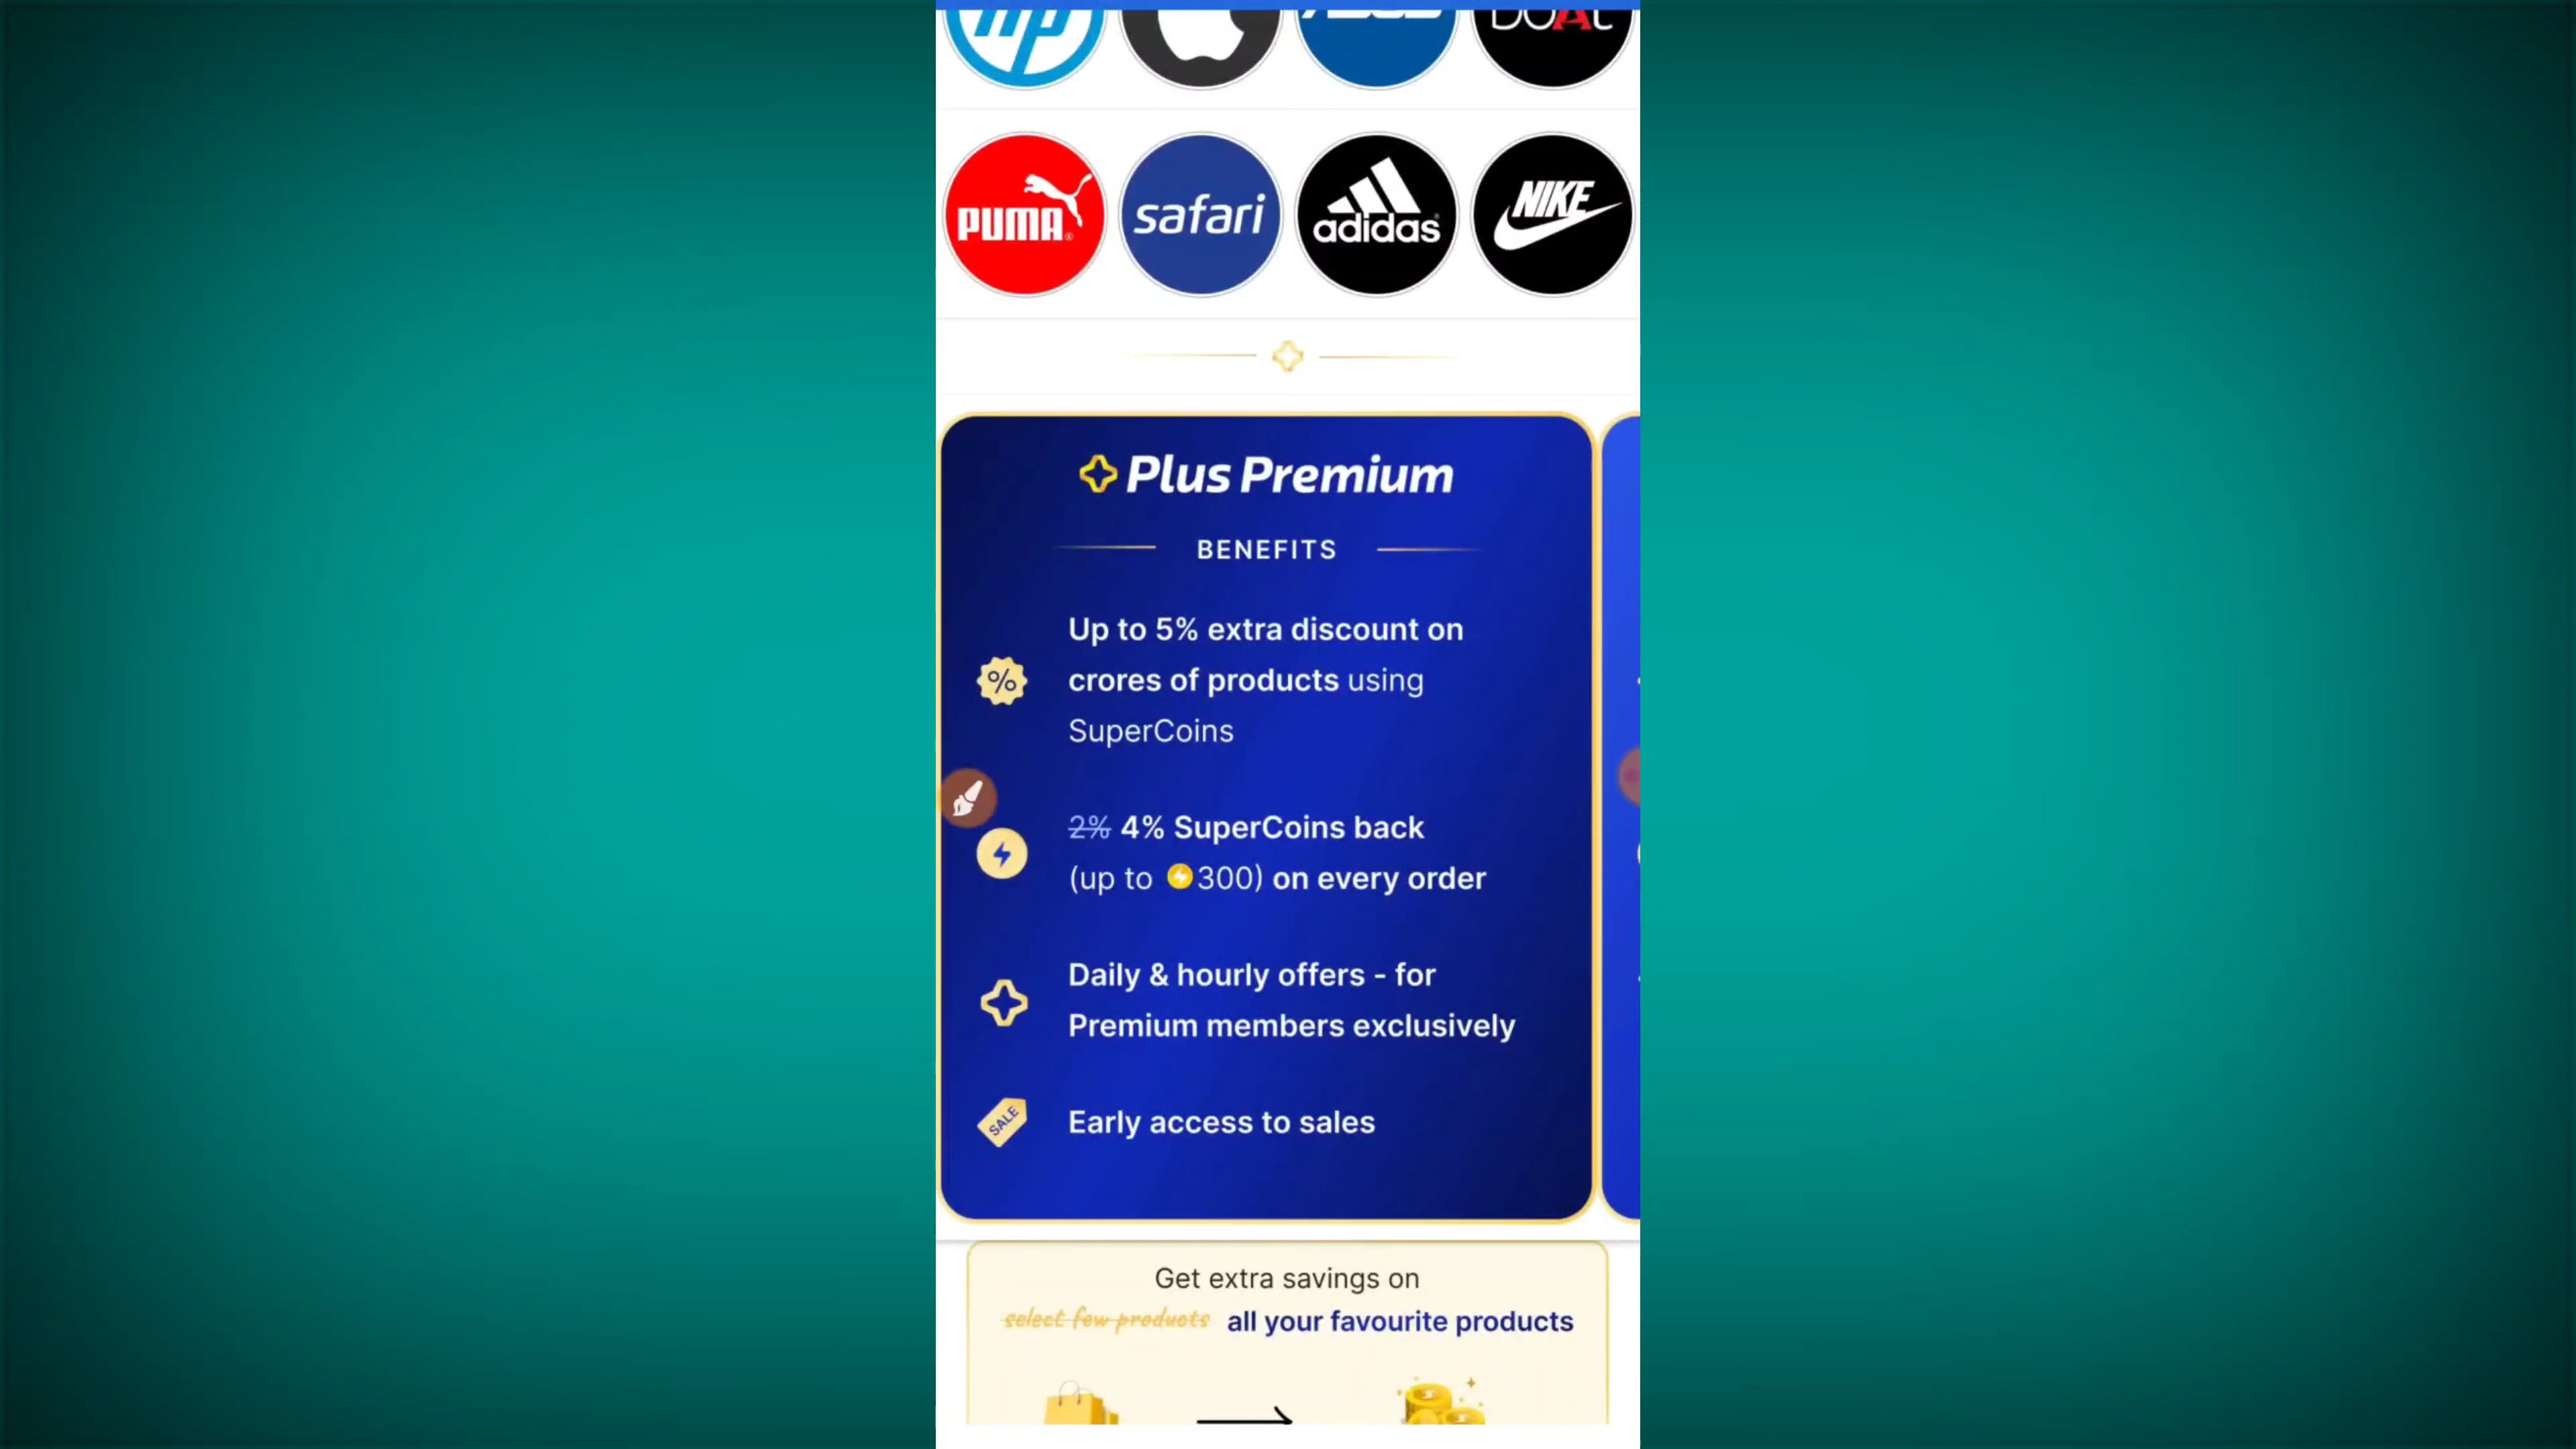 hp
PUMA
safari
adidas
NIKE
Plus Premium
BENEFITS
Up to 5% extra discount on
crores of products using
SuperCoins
2% 4% SuperCoins back
(up to 300) on every order
Daily & hourly offers - for
Premium members exclusively
SALE
Early access to sales
Get extra savings on
select few products all your favourite products